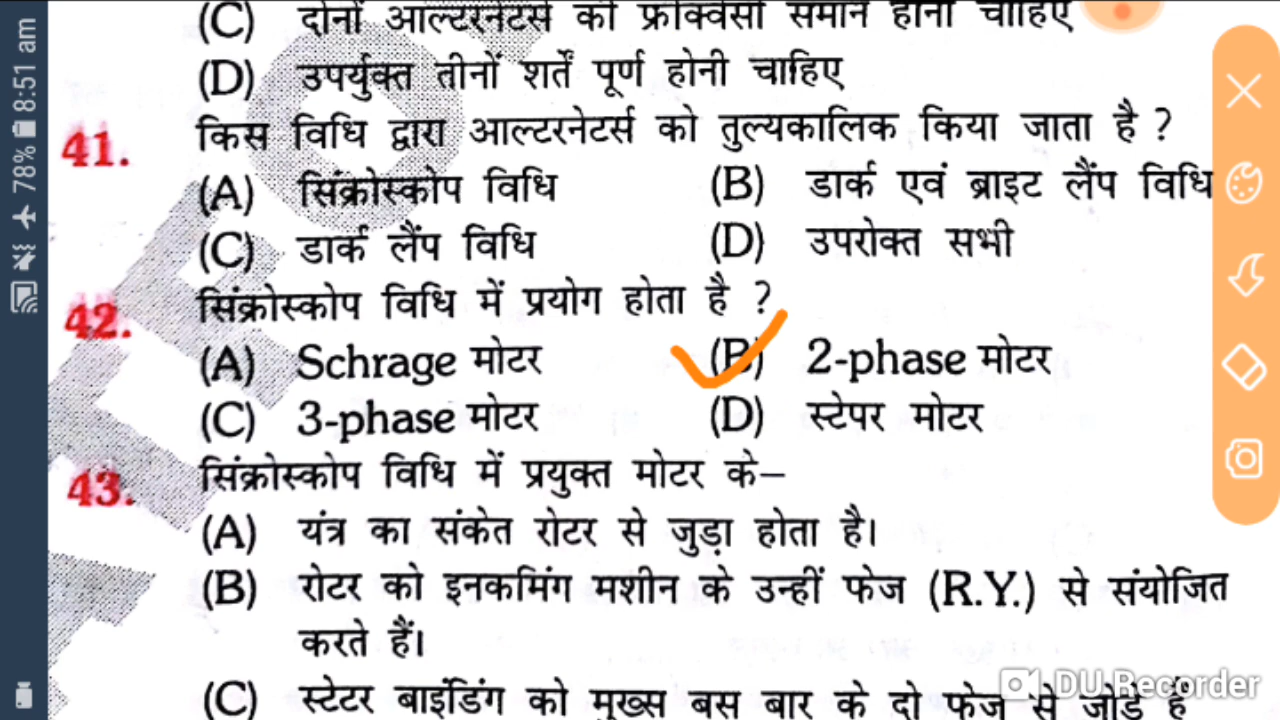 (C) दोनों आल्टरनेटर्स की फ्रीक्वेंसी समान होनी चाहिए
(D) उपर्युक्त तीनों शर्तें पूर्ण होनी चाहिए
41. किस विधि द्वारा आल्टरनेटर्स को तुल्यकालिक किया जाता है ?
(A) सिंक्रोस्कोप विधि (B) डार्क एवं ब्राइट लैंप विधि
(C) डार्क लैंप विधि (D) उपरोक्त सभी
42. सिंक्रोस्कोप विधि में प्रयोग होता है ?
(A) Schrage मोटर (B) 2-phase मोटर
(C) 3-phase मोटर (D) स्टेपर मोटर
43. सिंक्रोस्कोप विधि में प्रयुक्त मोटर के–
(A) यंत्र का संकेत रोटर से जुड़ा होता है।
(B) रोटर को इनकमिंग मशीन के उन्हीं फेज (R.Y.) से संयोजित
करते हैं।
(C) स्टेटर बाइंडिंग को मुख्स बस बार के दो फेज से जोड़ते हैं
78% 8:51 am
DU Recorder